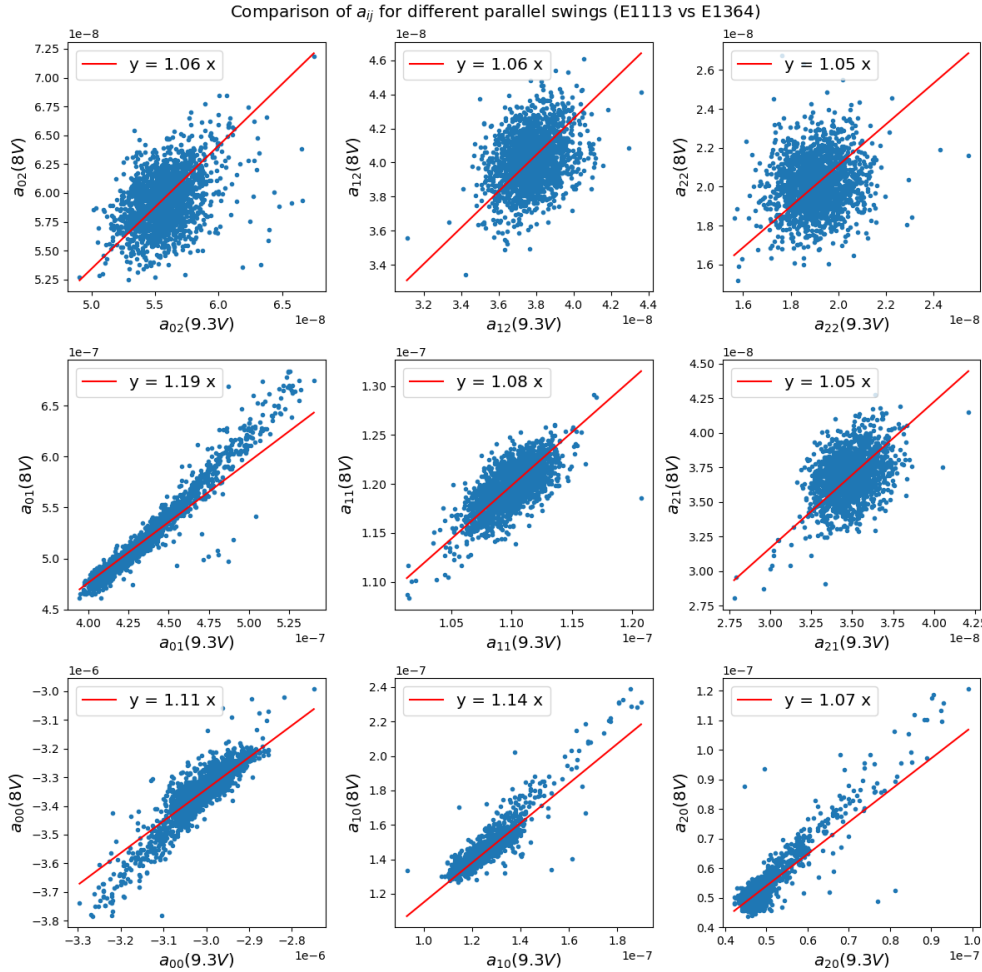 Comparison of a_ij for different parallel swings (E1113 vs E1364)
1e−8
y = 1.06 x
7.25
7.00
6.75
6.50
6.25
6.00
5.75
5.50
5.25
a_02(8V)
5.0 5.5 6.0 6.5
1e−8
a_02(9.3V)
1e−8
y = 1.06 x
4.6
4.4
4.2
4.0
3.8
3.6
3.4
a_12(8V)
3.2 3.4 3.6 3.8 4.0 4.2 4.4
1e−8
a_12(9.3V)
1e−8
y = 1.05 x
2.8
2.6
2.4
2.2
2.0
1.8
1.6
a_22(8V)
1.6 1.8 2.0 2.2 2.4
1e−8
a_22(9.3V)
1e−7
y = 1.19 x
6.5
6.0
5.5
5.0
4.5
a_01(8V)
4.00 4.25 4.50 4.75 5.00 5.25
1e−7
a_01(9.3V)
1e−7
y = 1.08 x
1.30
1.25
1.20
1.15
1.10
a_11(8V)
1.05 1.10 1.15 1.20
1e−7
a_11(9.3V)
1e−8
y = 1.05 x
4.50
4.25
4.00
3.75
3.50
3.25
3.00
2.75
a_21(8V)
3.00 3.25 3.50 3.75 4.00 4.25
1e−8
a_21(9.3V)
1e−6
y = 1.11 x
−3.0
−3.1
−3.2
−3.3
−3.4
−3.5
−3.6
−3.7
−3.8
a_00(8V)
−3.3 −3.2 −3.1 −3.0 −2.9 −2.8
1e−6
a_00(9.3V)
1e−7
y = 1.14 x
2.4
2.2
2.0
1.8
1.6
1.4
1.2
a_10(8V)
1.0 1.2 1.4 1.6 1.8
1e−7
a_10(9.3V)
1e−7
y = 1.07 x
1.2
1.1
1.0
0.9
0.8
0.7
0.6
0.5
0.4
a_20(8V)
0.4 0.5 0.6 0.7 0.8 0.9 1.0
1e−7
a_20(9.3V)